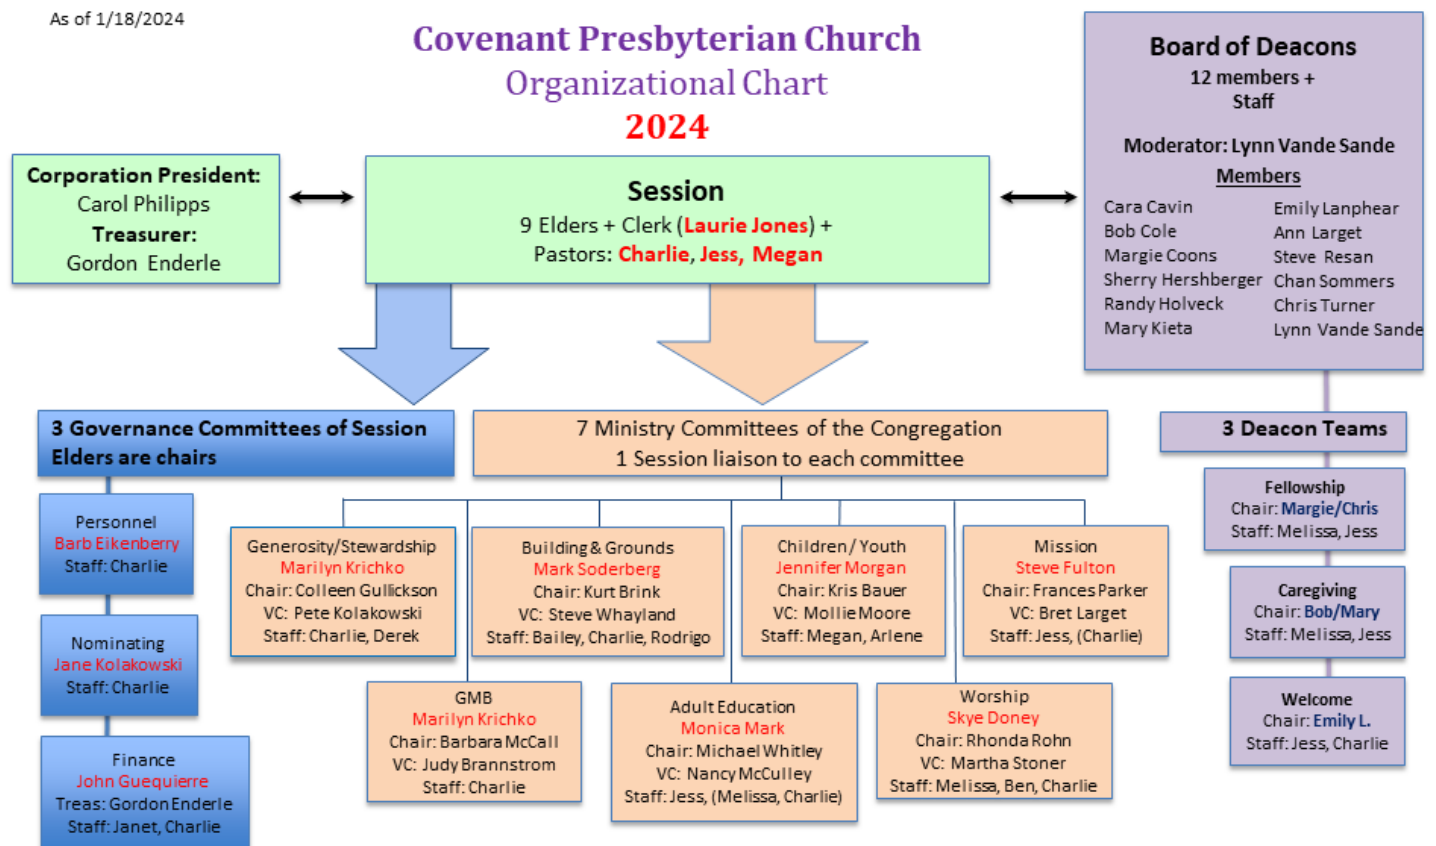 As of 1/18/2024
Covenant Presbyterian Church
Organizational Chart
2024
Corporation President:
Carol Philipps
Treasurer:
Gordon Enderle
Session
9 Elders + Clerk (Laurie Jones) +
Pastors: Charlie, Jess, Megan
Board of Deacons
12 members +
Staff
Moderator: Lynn Vande Sande
Members
Cara Cavin
Bob Cole
Margie Coons
Sherry Hershberger
Randy Holveck
Mary Kieta
Emily Lanphear
Ann Larget
Steve Resan
Chan Sommers
Chris Turner
Lynn Vande Sande
3 Governance Committees of Session
Elders are chairs
Personnel
Barb Eikenberry
Staff: Charlie
Nominating
Jane Kolakowski
Staff: Charlie
Finance
John Guequierre
Treas: Gordon Enderle
Staff: Janet, Charlie
7 Ministry Committees of the Congregation
1 Session liaison to each committee
Generosity/Stewardship
Marilyn Krichko
Chair: Colleen Gullickson
VC: Pete Kolakowski
Staff: Charlie, Derek
Building & Grounds
Mark Soderberg
Chair: Kurt Brink
VC: Steve Whayland
Staff: Bailey, Charlie, Rodrigo
Children / Youth
Jennifer Morgan
Chair: Kris Bauer
VC: Mollie Moore
Staff: Megan, Arlene
Mission
Steve Fulton
Chair: Frances Parker
VC: Bret Larget
Staff: Jess, (Charlie)
GMB
Marilyn Krichko
Chair: Barbara McCall
VC: Judy Brannstrom
Staff: Charlie
Adult Education
Monica Mark
Chair: Michael Whitley
VC: Nancy McCulley
Staff: Jess, (Melissa, Charlie)
Worship
Skye Doney
Chair: Rhonda Rohn
VC: Martha Stoner
Staff: Melissa, Ben, Charlie
3 Deacon Teams
Fellowship
Chair: Margie/Chris
Staff: Melissa, Jess
Caregiving
Chair: Bob/Mary
Staff: Melissa, Jess
Welcome
Chair: Emily L.
Staff: Jess, Charlie